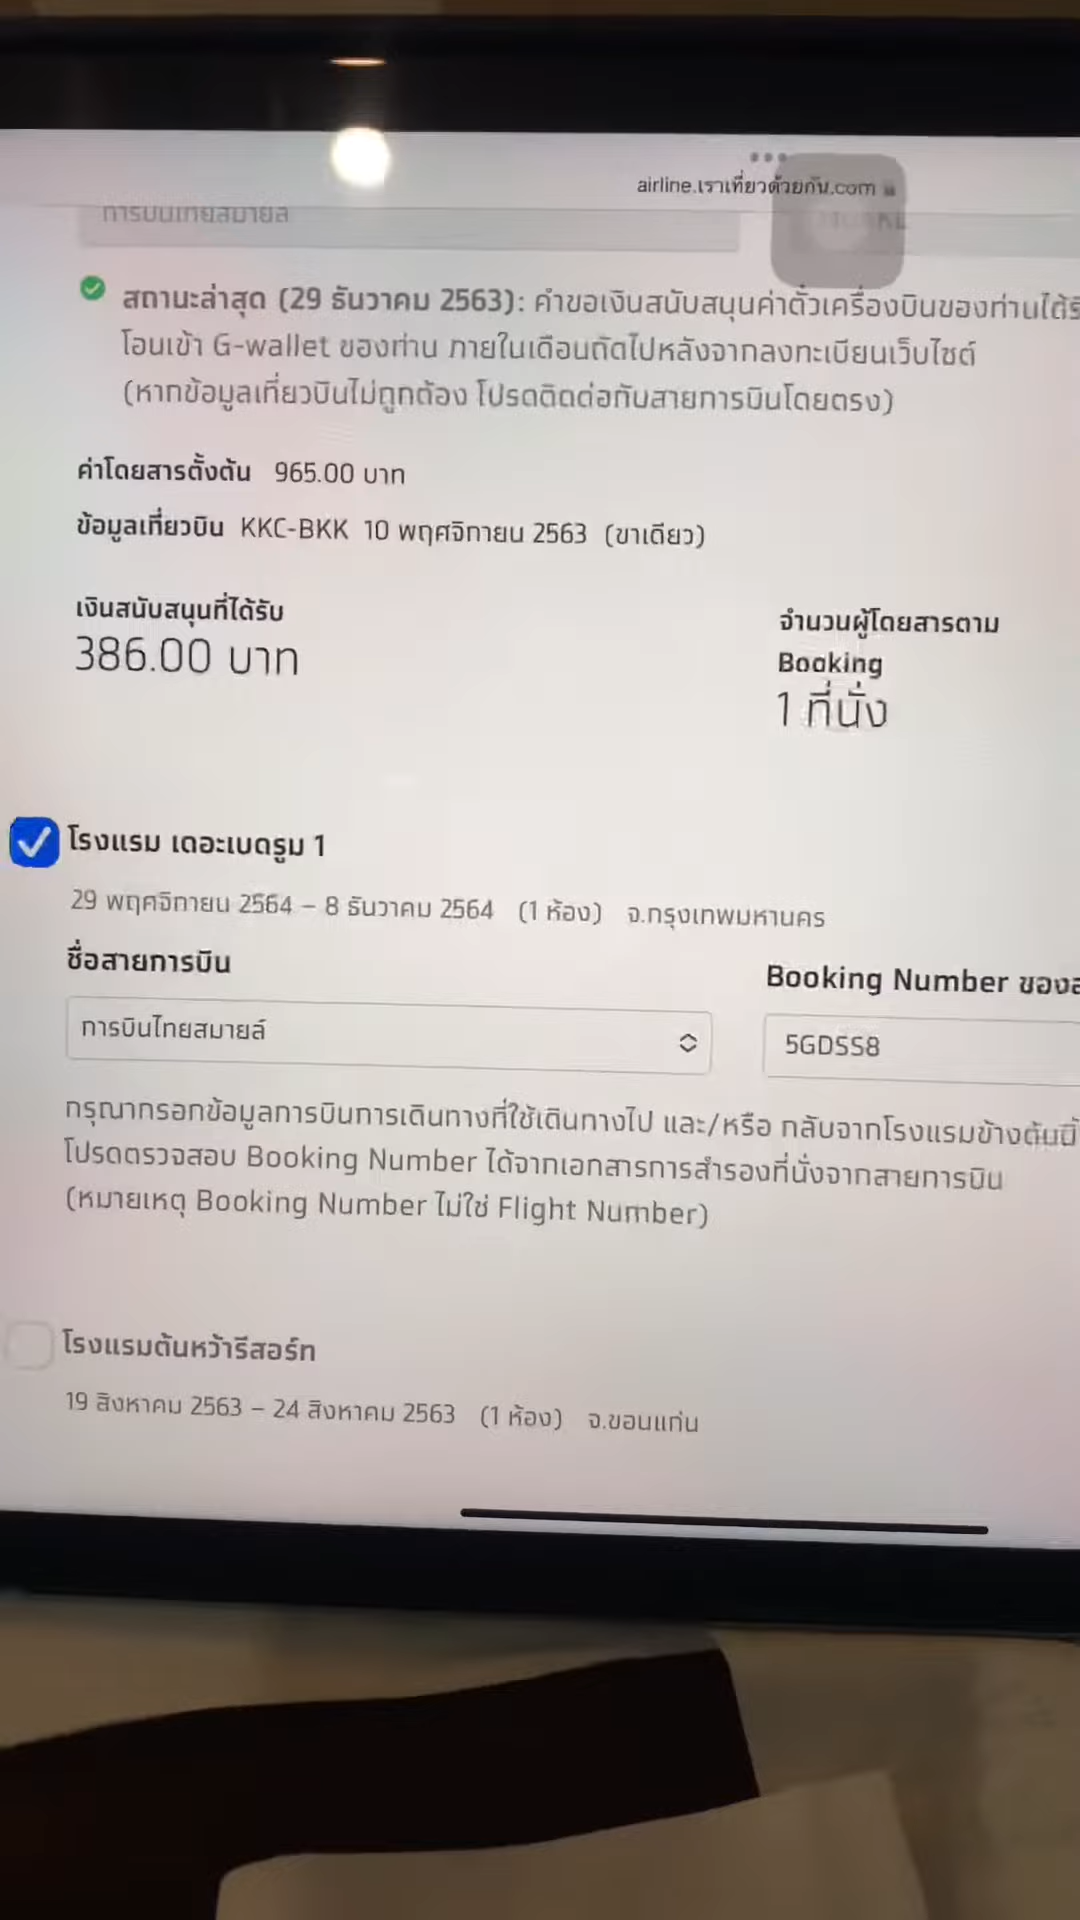 airline.เราเที่ยวด้วยกัน.com
การบินไทยสมายล์
สถานะล่าสุด (29 ธันวาคม 2563): คำขอเงินสนับสนุนค่าตั๋วเครื่องบินของท่านได้รั
โอนเข้า G-wallet ของท่าน ภายในเดือนถัดไปหลังจากลงทะเบียนเว็บไซต์
(หากข้อมูลเที่ยวบินไม่ถูกต้อง โปรดติดต่อกับสายการบินโดยตรง)
ค่าโดยสารตั้งต้น 965.00 บาท
ข้อมูลเที่ยวบิน KKC-BKK 10 พฤศจิกายน 2563 (ขาเดียว)
เงินสนับสนุนที่ได้รับ
386.00 บาท
จำนวนผู้โดยสารตาม
Booking
1 ที่นั่ง
โรงแรม เดอะเบดรูม 1
29 พฤศจิกายน 2564 – 8 ธันวาคม 2564 (1 ห้อง) จ.กรุงเทพมหานคร
ชื่อสายการบิน
Booking Number ของส
การบินไทยสมายล์
5GDSS8
กรุณากรอกข้อมูลการบินการเดินทางที่ใช้เดินทางไป และ/หรือ กลับจากโรงแรมข้างต้นนี้
โปรดตรวจสอบ Booking Number ได้จากเอกสารการสำรองที่นั่งจากสายการบิน
(หมายเหตุ Booking Number ไม่ใช่ Flight Number)
โรงแรมต้นหว้ารีสอร์ท
19 สิงหาคม 2563 – 24 สิงหาคม 2563 (1 ห้อง) จ.ขอนแก่น